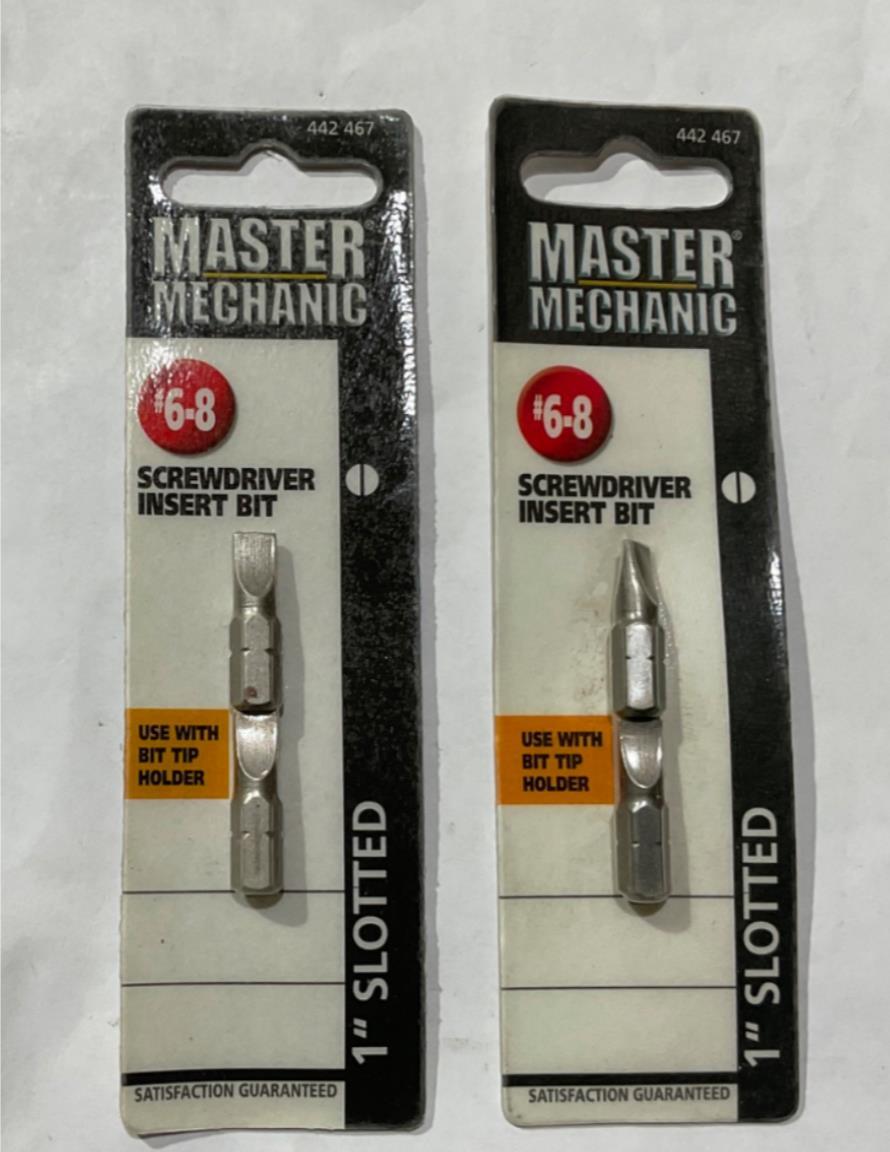 442 467
MASTER®
MECHANIC
#6-8
SCREWDRIVER
INSERT BIT
USE WITH
BIT TIP
HOLDER
1" SLOTTED
SATISFACTION GUARANTEED
442 467
MASTER®
MECHANIC
#6-8
SCREWDRIVER
INSERT BIT
USE WITH
BIT TIP
HOLDER
1" SLOTTED
SATISFACTION GUARANTEED